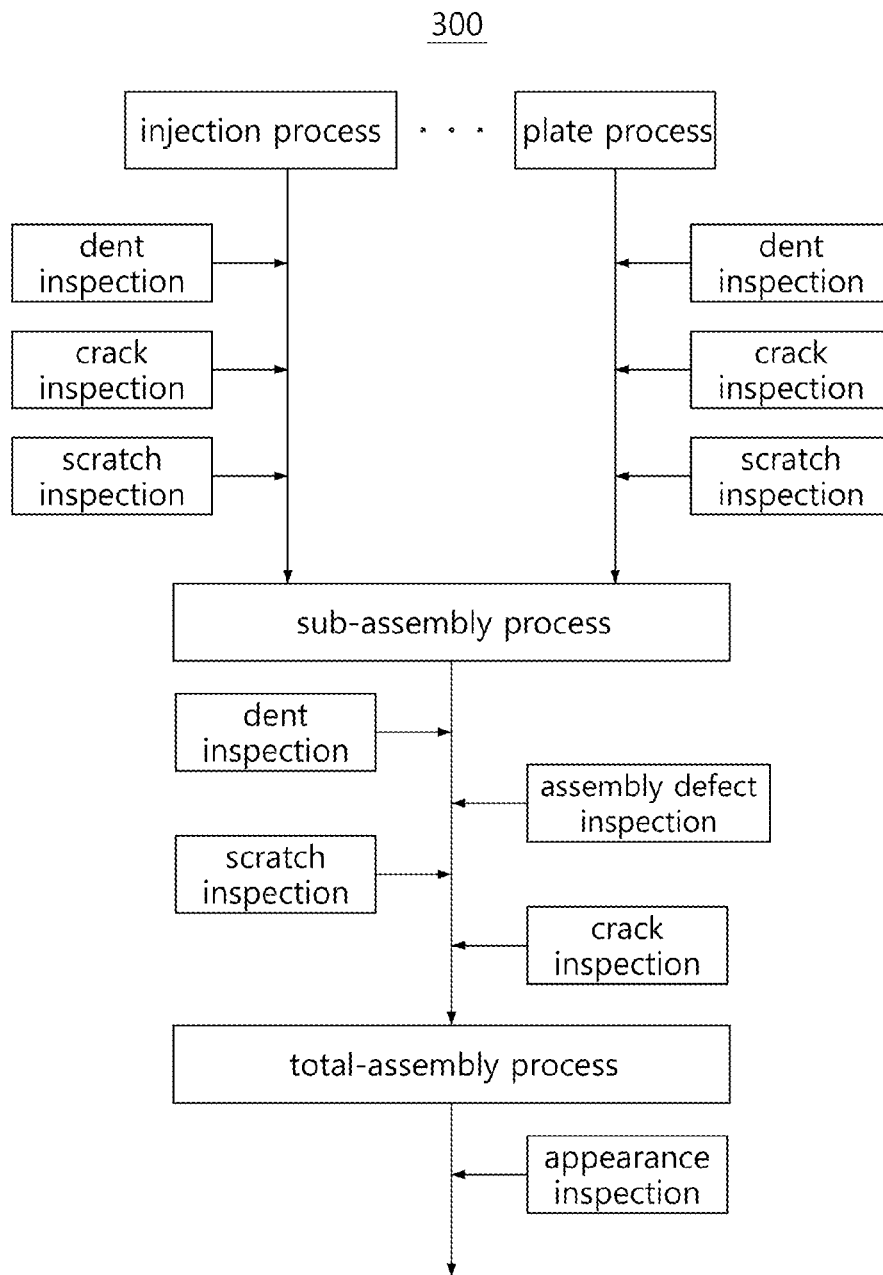 300
injection process
plate process
dent
inspection
dent
inspection
crack
inspection
crack
inspection
scratch
inspection
scratch
inspection
sub-assembly process
dent
inspection
assembly defect
inspection
scratch
inspection
crack
inspection
total-assembly process
appearance
inspection